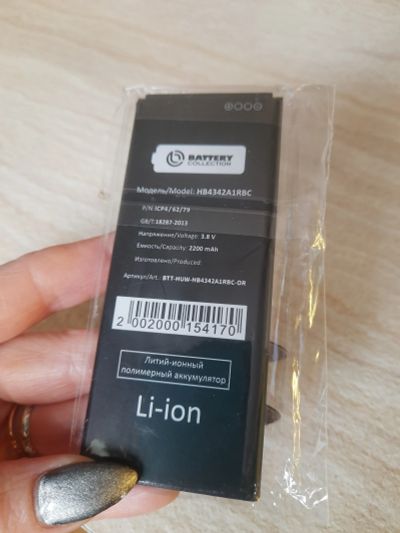 BATTERY
COLLECTION
Модель/Model: HB4342A1RBC
P/N:ICP4/62/79
GB/T:18287-2013
Напряжение/Voltage: 3.8 V
Емкость/Capacity: 2200 mAh
Изготовлено/Produced:
Артикул/Art.: BTT-HUW-HB4342A1RBC-OR
2 002000 154170
Литий-ионный
полимерный аккумулятор
Li-ion